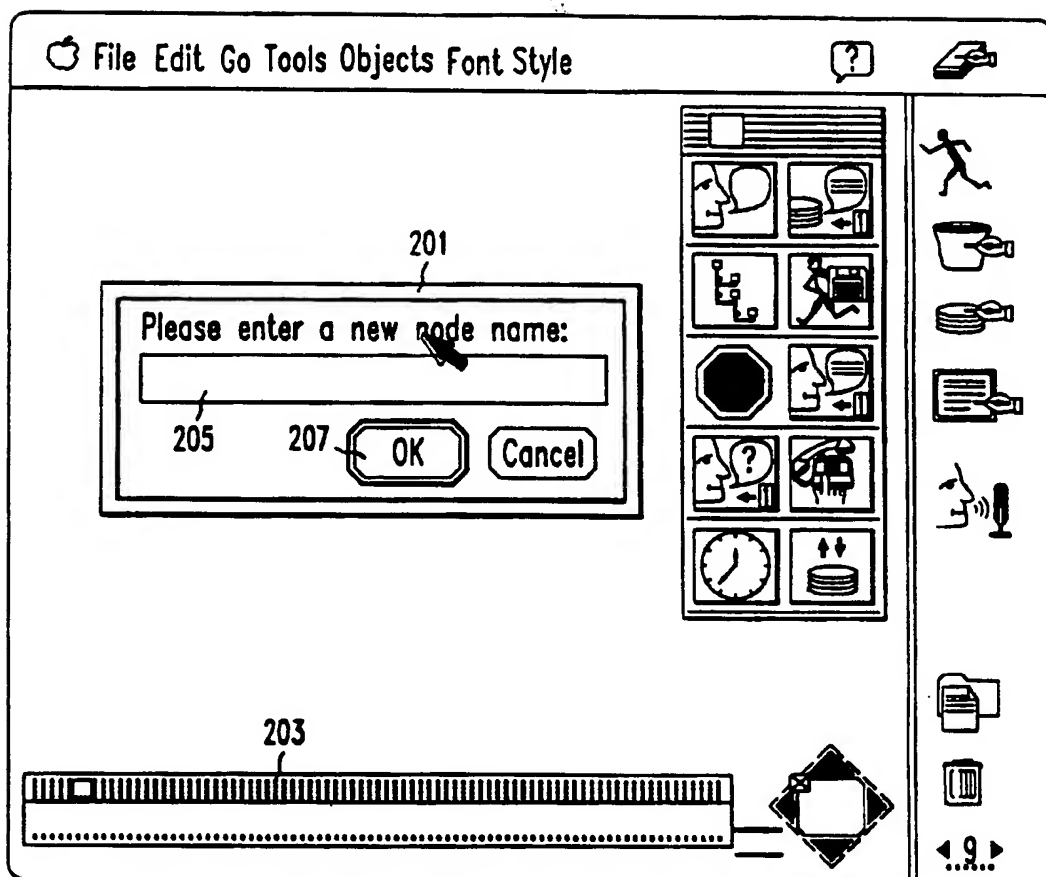 File Edit Go Tools Objects Font Style ?
201
Please enter a new node name:
205 207 OK Cancel
?
203
9